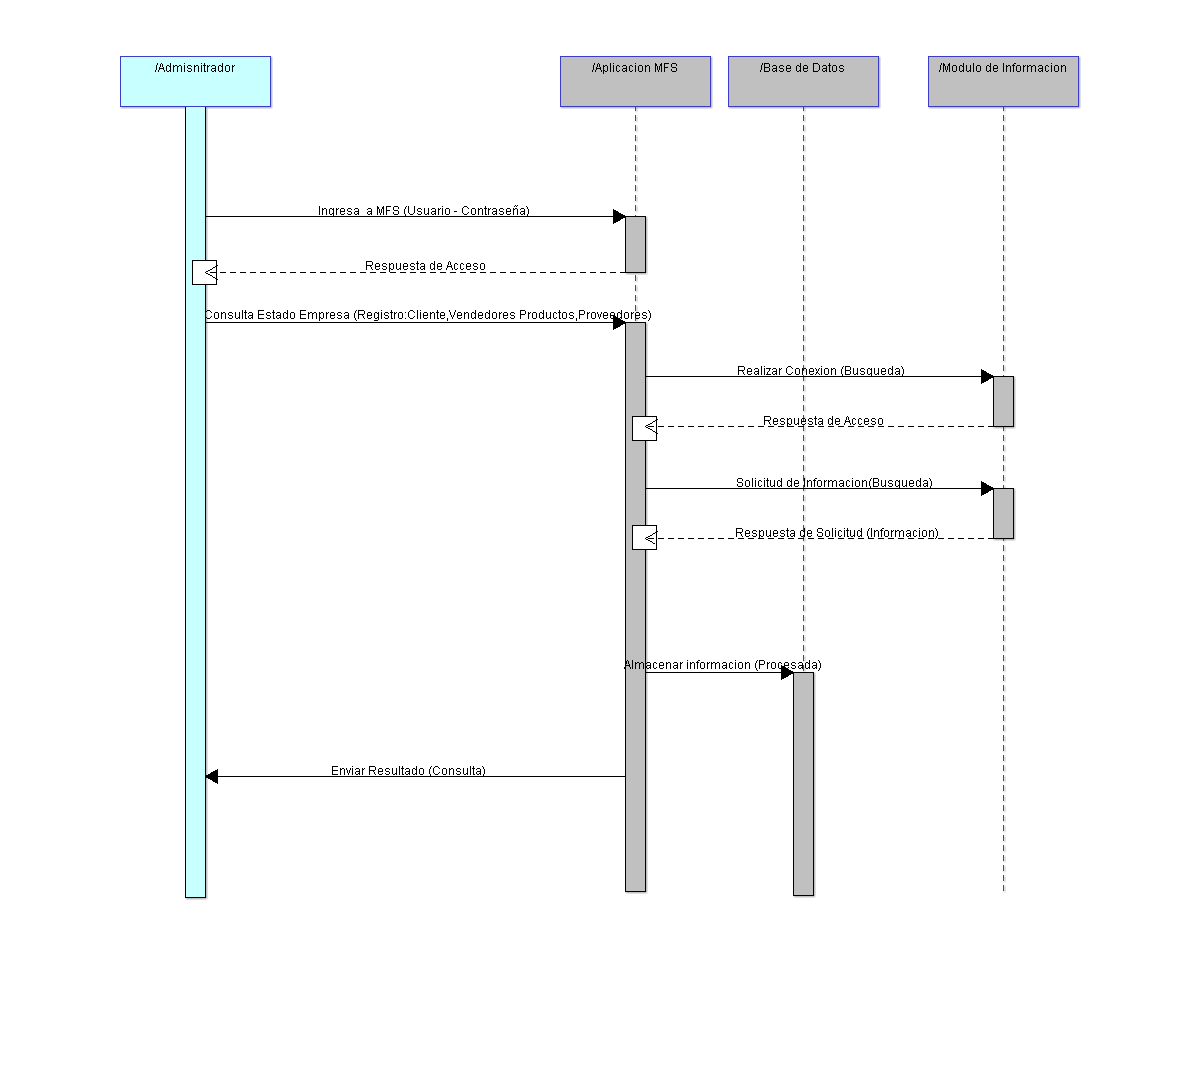 /Admisnitrador
/Aplicacion MFS
/Base de Datos
/Modulo de Informacion
Ingresa  a MFS (Usuario - Contraseña)
Respuesta de Acceso
Consulta Estado Empresa (Registro:Cliente,Vendedores Productos,Proveedores)
Realizar Conexion (Busqueda)
Respuesta de Acceso
Solicitud de Informacion(Busqueda)
Respuesta de Solicitud (Informacion)
Almacenar informacion (Procesada)
Enviar Resultado (Consulta)